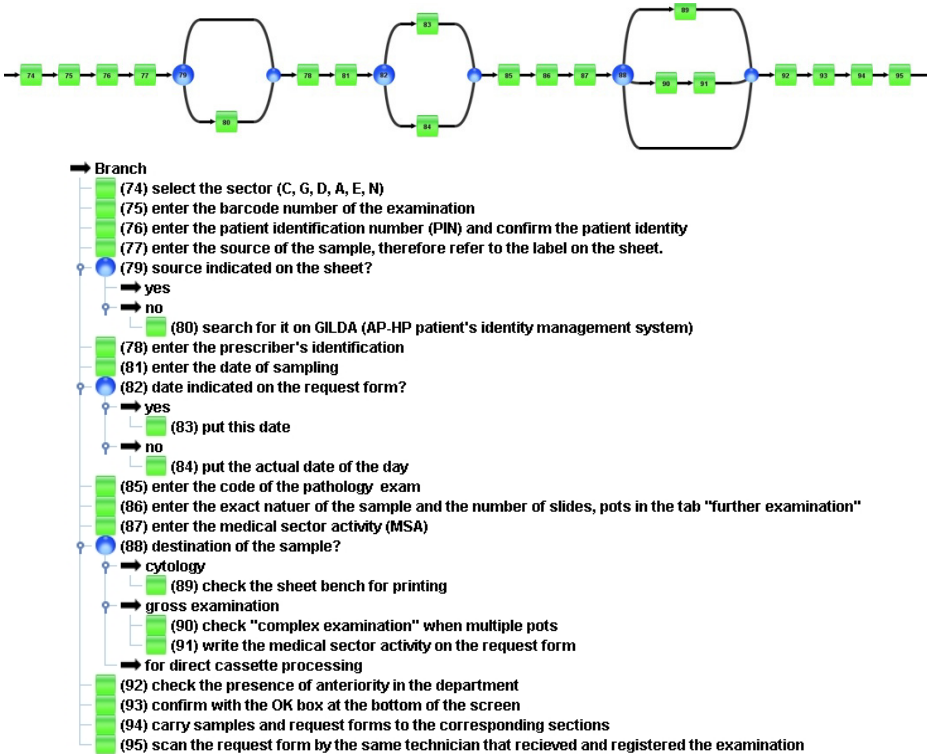 83
89
74 75 76 77 79 78 81 82 85 86 87 88 90 91 92 93 94 95
80
84
Branch
(74) select the sector (C, G, D, A, E, N)
(75) enter the barcode number of the examination
(76) enter the patient identification number (PIN) and confirm the patient identity
(77) enter the source of the sample, therefore refer to the label on the sheet.
(79) source indicated on the sheet?
yes
no
(80) search for it on GILDA (AP-HP patient's identity management system)
(78) enter the prescriber's identification
(81) enter the date of sampling
(82) date indicated on the request form?
yes
(83) put this date
no
(84) put the actual date of the day
(85) enter the code of the pathology exam
(86) enter the exact natuer of the sample and the number of slides, pots in the tab "further examination"
(87) enter the medical sector activity (MSA)
(88) destination of the sample?
cytology
(89) check the sheet bench for printing
gross examination
(90) check "complex examination" when multiple pots
(91) write the medical sector activity on the request form
for direct cassette processing
(92) check the presence of anteriority in the department
(93) confirm with the OK box at the bottom of the screen
(94) carry samples and request forms to the corresponding sections
(95) scan the request form by the same technician that recieved and registered the examination